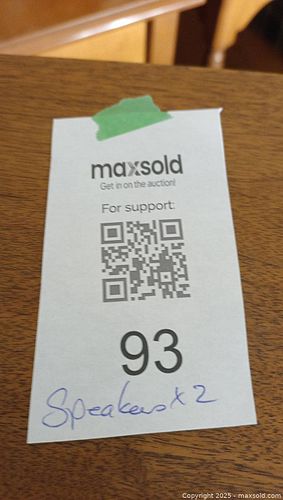 maxsold
Get in on the auction!
For support:
93
Speakers x 2
Copyright 2025 - maxsold.com